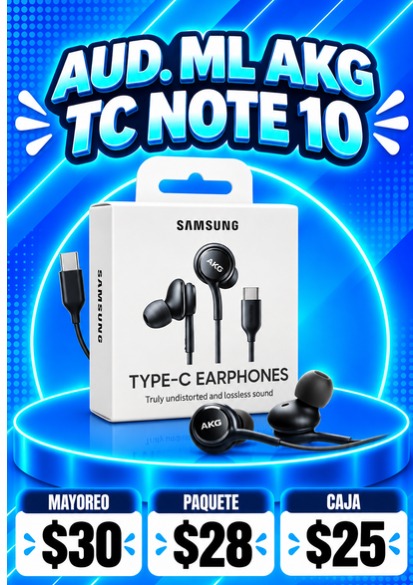 AUD. ML AKG
TC NOTE 10
SAMSUNG
AKG
SAMSUNG
TYPE-C EARPHONES
Truly undistorted and lossless sound
AKG
MAYOREO
$30
PAQUETE
$28
CAJA
$25